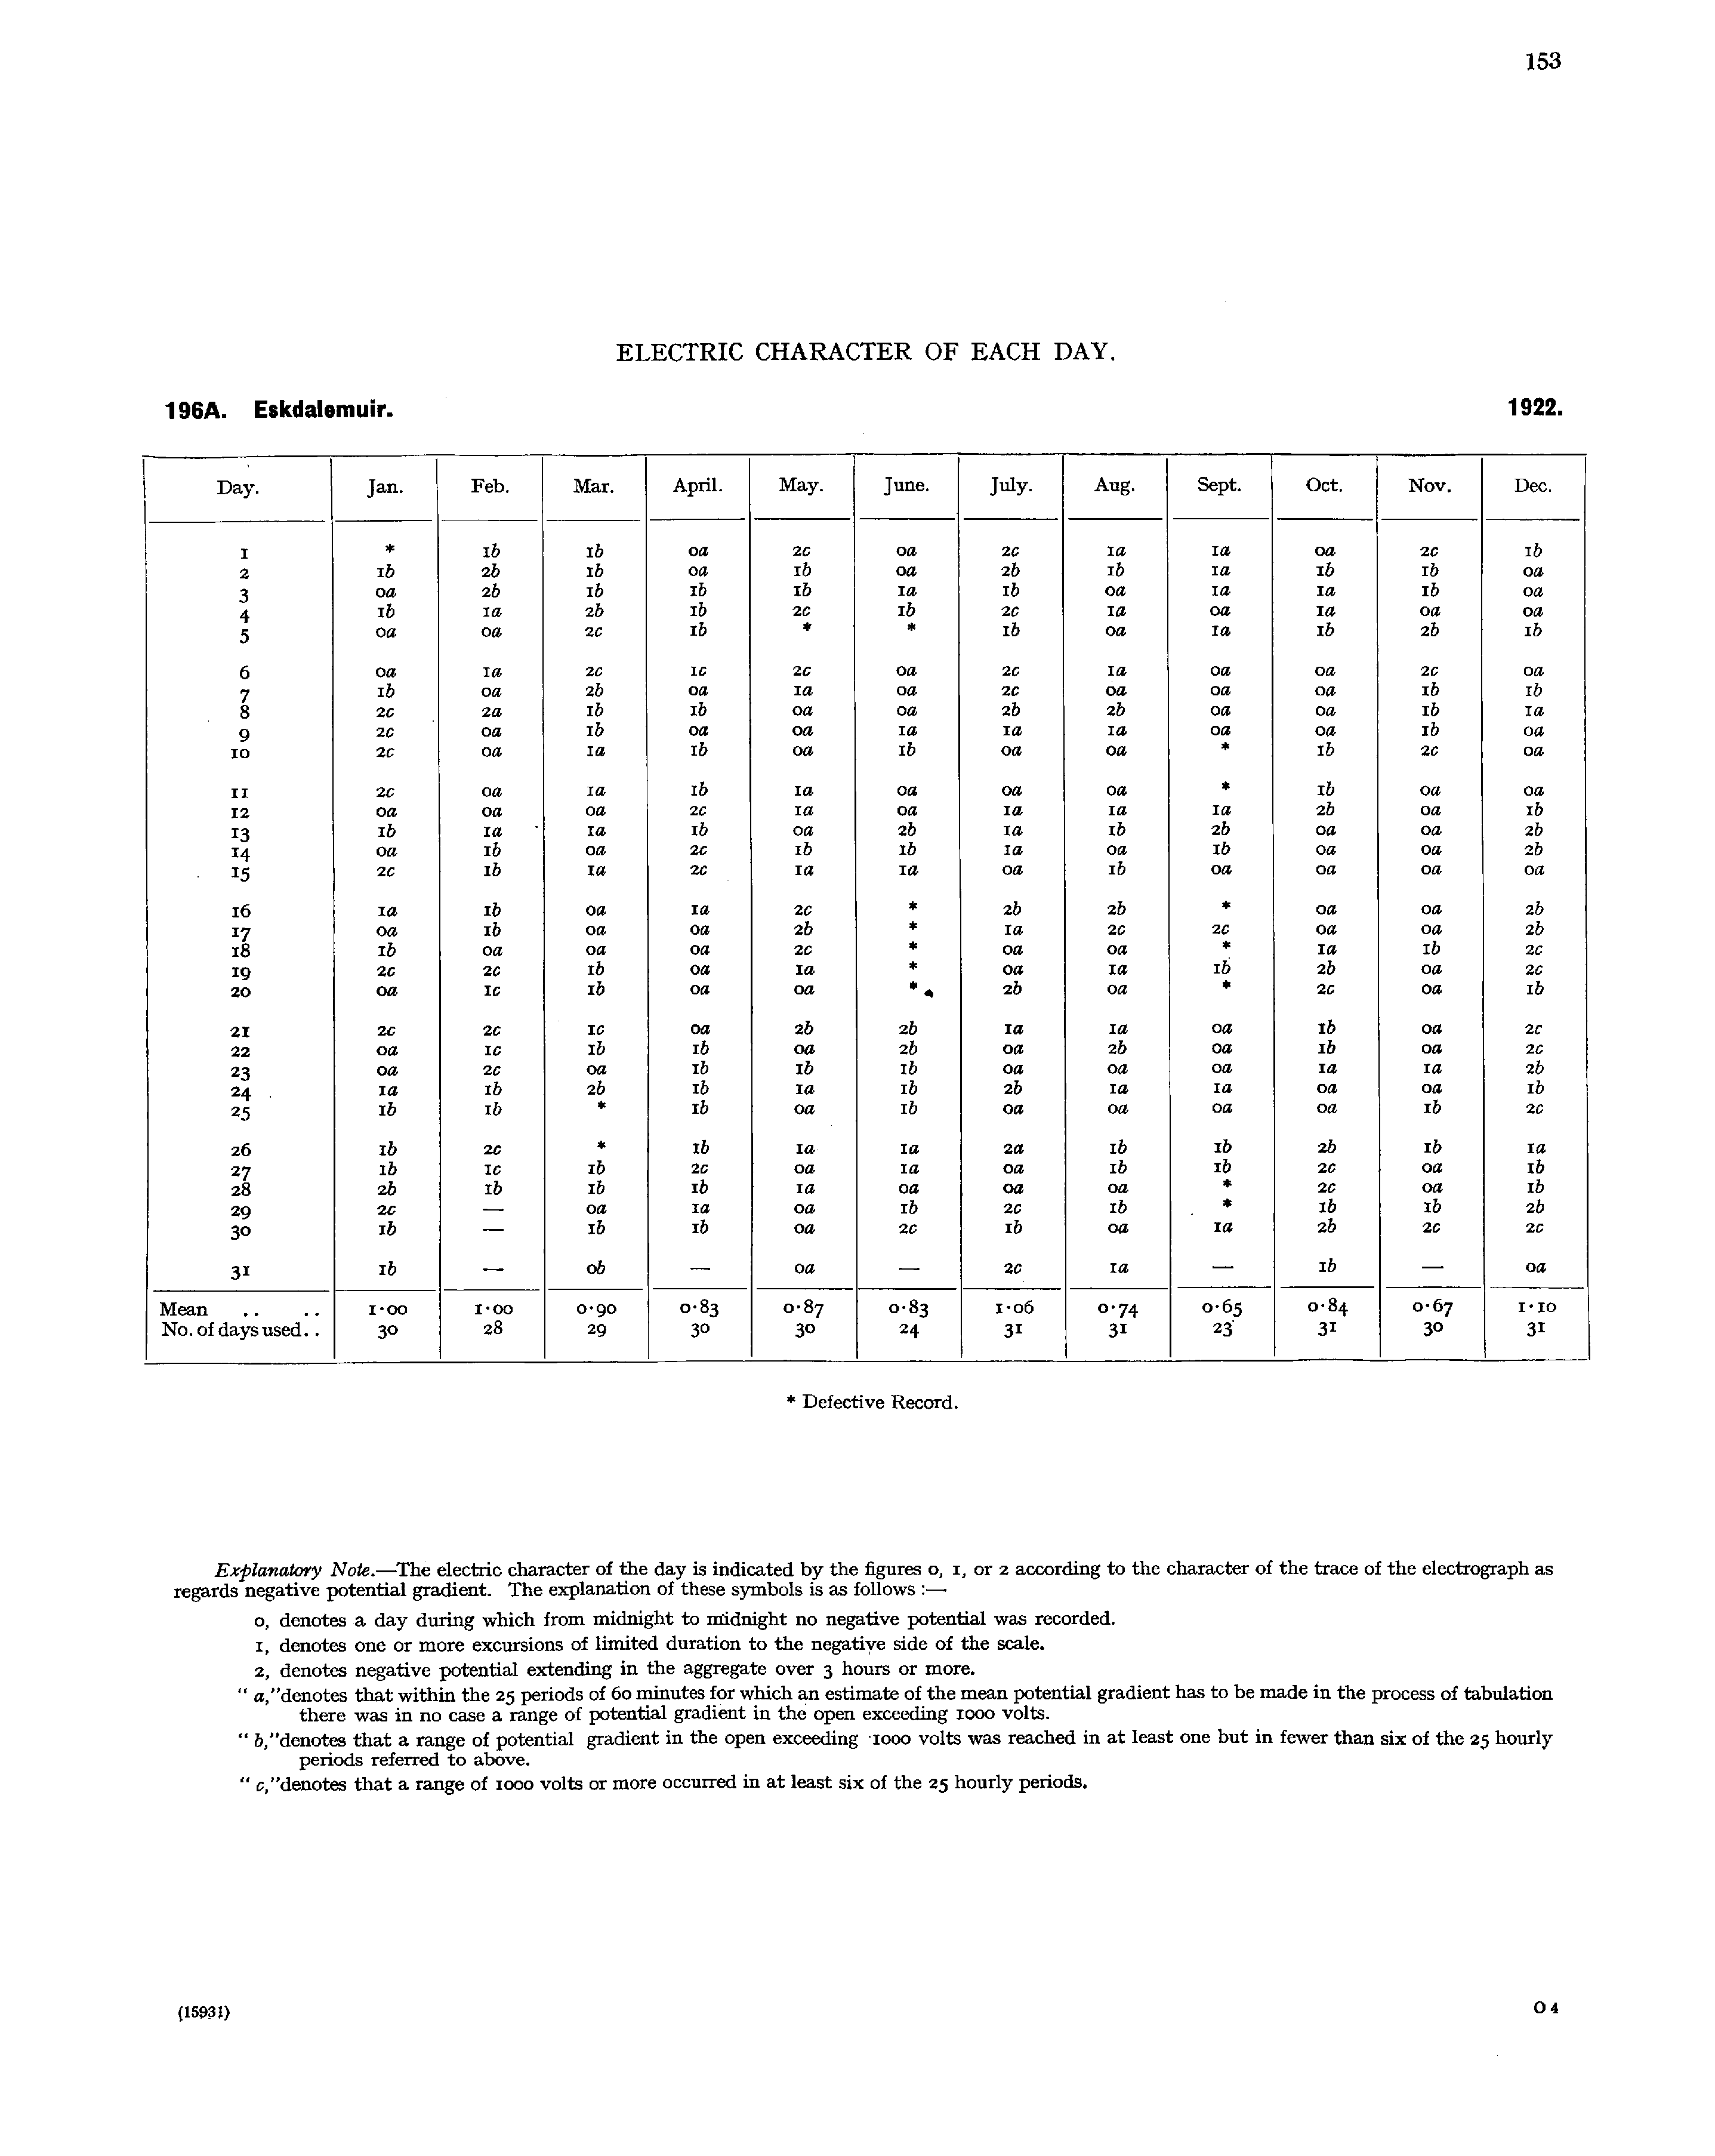 153
ELECTRIC CHARACTER OF EACH DAY.
196A. Eskdalemuir. 1922.
Day. Jan. Feb. Mar. April. May. June. July. Aug. Sept. Oct. Nov. Dec.
1 * 1b 1b 0a 2c 0a 2c 1a 1a 0a 2c 1b
2 1b 2b 1b 0a 1b 0a 2b 1b 1a 1b 1b 0a
3 0a 2b 1b 1b 1b 1a 1b 0a 1a 1a 1b 0a
4 1b 1a 2b 1b 2c 1b 2c 1a 0a 1a 0a 0a
5 0a 0a 2c 1b * * 1b 0a 1a 1b 2b 1b
6 0a 1a 2c 1c 2c 0a 2c 1a 0a 0a 2c 0a
7 1b 0a 2b 0a 1a 0a 2c 0a 0a 0a 1b 1b
8 2c 2a 1b 1b 0a 0a 2b 2b 0a 0a 1b 1a
9 2c 0a 1b 0a 0a 1a 1a 1a 0a 0a 1b 0a
10 2c 0a 1a 1b 0a 1b 0a 0a * 1b 2c 0a
11 2c 0a 1a 1b 1a 0a 0a 0a * 1b 0a 0a
12 0a 0a 0a 2c 1a 0a 1a 1a 1a 2b 0a 1b
13 1b 1a 1a 1b 0a 2b 1a 1b 2b 0a 0a 2b
14 0a 1b 0a 2c 1b 1b 1a 0a 1b 0a 0a 2b
15 2c 1b 1a 2c 1a 1a 0a 1b 0a 0a 0a 0a
16 1a 1b 0a 1a 2c * 2b 2b * 0a 0a 2b
17 0a 1b 0a 0a 2b * 1a 2c 2c 0a 0a 2b
18 1b 0a 0a 0a 2c * 0a 0a * 1a 1b 2c
19 2c 2c 1b 0a 1a * 0a 1a 1b 2b 0a 2c
20 0a 1c 1b 0a 0a * 2b 0a * 2c 0a 1b
21 2c 2c 1c 0a 2b 2b 1a 1a 0a 1b 0a 2c
22 0a 1c 1b 1b 0a 2b 0a 2b 0a 1b 0a 2c
23 0a 2c 0a 1b 1b 1b 0a 0a 0a 1a 1a 2b
24 1a 1b 2b 1b 1a 1b 2b 1a 1a 0a 0a 1b
25 1b 1b * 1b 0a 1b 0a 0a 0a 0a 1b 2c
26 1b 2c * 1b 1a 1a 2a 1b 1b 2b 1b 1a
27 1b 1c 1b 2c 0a 1a 0a 1b 1b 2c 0a 1b
28 2b 1b 1b 1b 1a 0a 0a 0a * 2c 0a 1b
29 2c — 0a 1a 0a 1b 2c 1b * 1b 1b 2b
30 1b — 1b 1b 0a 2c 1b 0a 1a 2b 2c 2c
31 1b — 0b — 0a — 2c 1a — 1b — 0a
Mean .. .. 1·00 1·00 0·90 0·83 0·87 0·83 1·06 0·74 0·65 0·84 0·67 1·10
No. of days used.. 30 28 29 30 30 24 31 31 23 31 30 31
* Defective Record.
Explanatory Note.—The electric character of the day is indicated by the figures 0, 1, or 2 according to the character of the trace of the electrograph as
regards negative potential gradient. The explanation of these symbols is as follows :—
0, denotes a day during which from midnight to midnight no negative potential was recorded.
1, denotes one or more excursions of limited duration to the negative side of the scale.
2, denotes negative potential extending in the aggregate over 3 hours or more.
" a," denotes that within the 25 periods of 60 minutes for which an estimate of the mean potential gradient has to be made in the process of tabulation
there was in no case a range of potential gradient in the open exceeding 1000 volts.
" b," denotes that a range of potential gradient in the open exceeding 1000 volts was reached in at least one but in fewer than six of the 25 hourly
periods referred to above.
" c," denotes that a range of 1000 volts or more occurred in at least six of the 25 hourly periods.
(15931) O 4